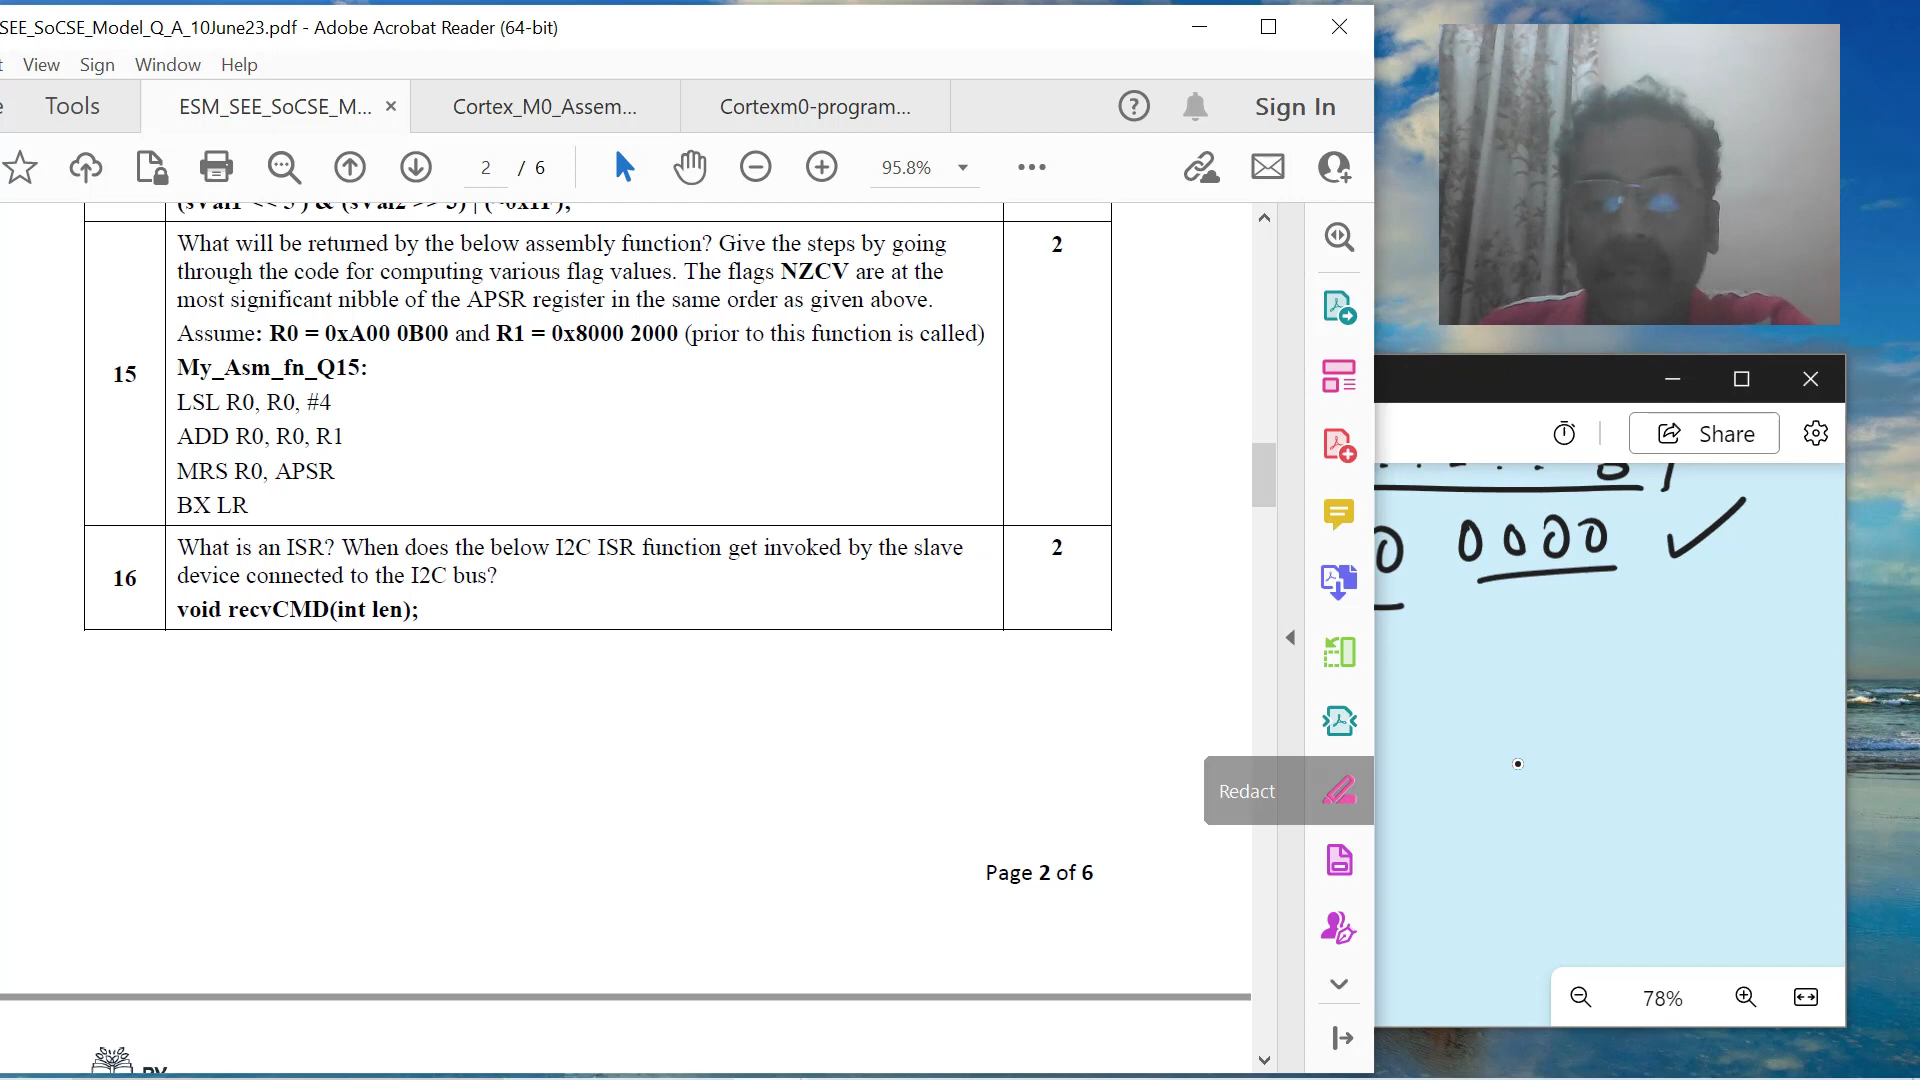 SEE_SoCSE_Model_Q_A_10June23.pdf - Adobe Acrobat Reader (64-bit)
View Sign Window Help
Tools ESM_SEE_SoCSE_M... Cortex_M0_Assem... Cortexm0-program... Sign In
2 / 6 95.8%
15
What will be returned by the below assembly function? Give the steps by going
through the code for computing various flag values. The flags NZCV are at the
most significant nibble of the APSR register in the same order as given above.
Assume: R0 = 0xA00 0B00 and R1 = 0x8000 2000 (prior to this function is called)
My_Asm_fn_Q15:
LSL R0, R0, #4
ADD R0, R0, R1
MRS R0, APSR
BX LR
2
16
What is an ISR? When does the below I2C ISR function get invoked by the slave
device connected to the I2C bus?
void recvCMD(int len);
2
Redact
Page 2 of 6
Share
0 0000
78%